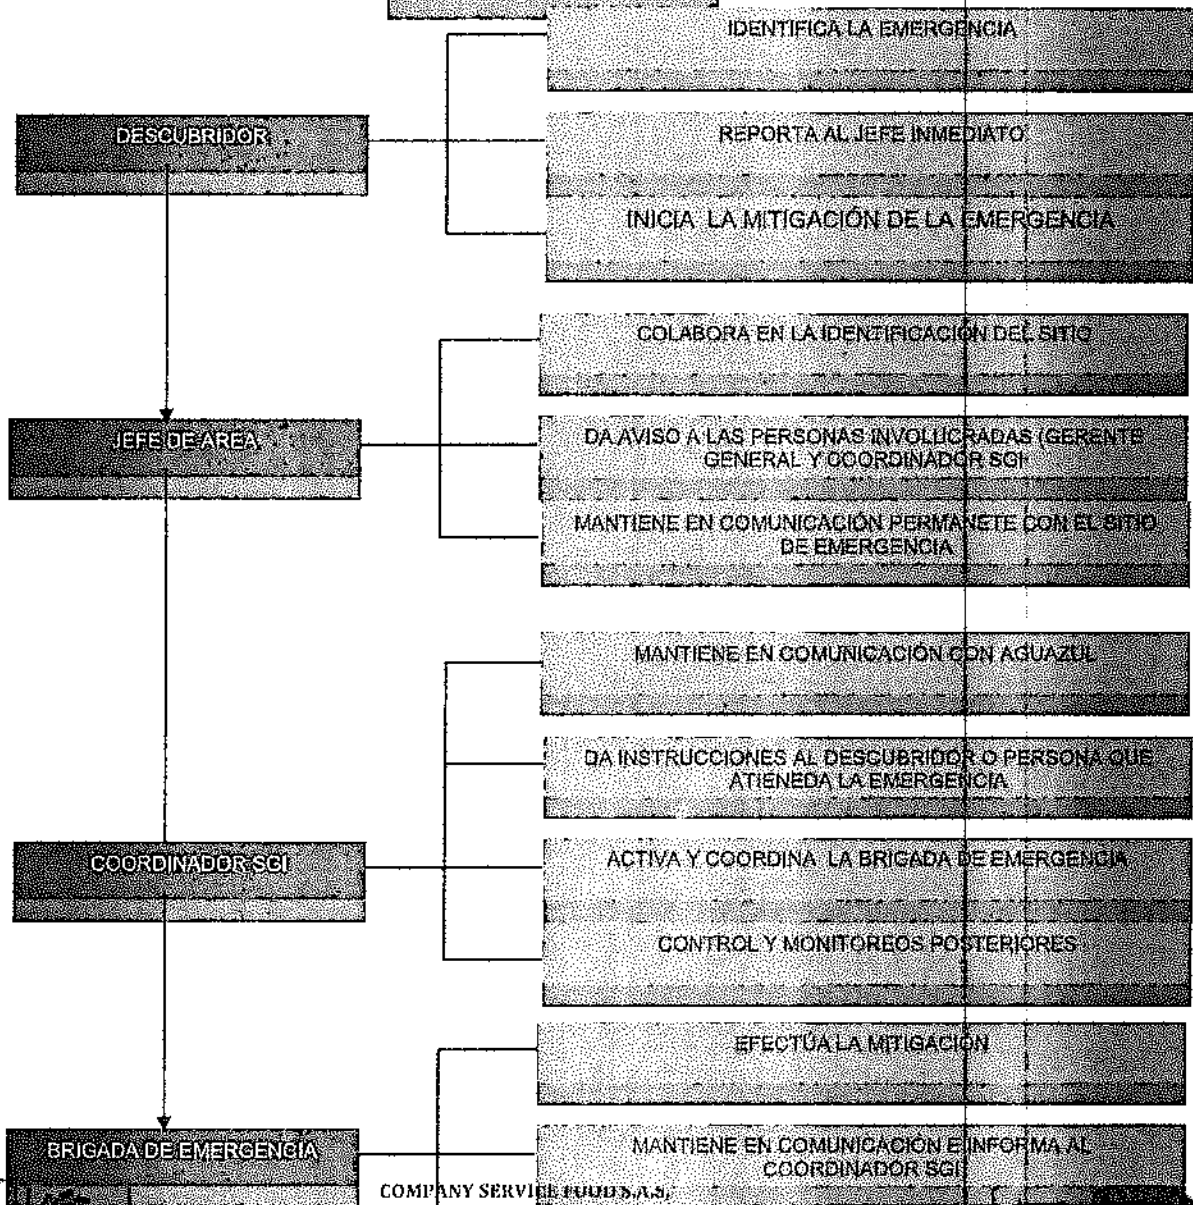 IDENTIFICA LA EMERGENCIA
DESCUBRIDOR
REPORTA AL JEFE INMEDIATO
INICIA LA MITIGACIÓN DE LA EMERGENCIA
COLABORA EN LA IDENTIFICACIÓN DEL SITIO
JEFE DE AREA
DA AVISO A LAS PERSONAS INVOLUCRADAS (GERENTE
GENERAL Y COORDINADOR SGI
MANTIENE EN COMUNICACIÓN PERMANETE CON EL SITIO
DE EMERGENCIA
MANTIENE EN COMUNICACIÓN CON AGUAZUL
DA INSTRUCCIONES AL DESCUBRIDOR O PERSONA QUE
ATIENEDA LA EMERGENCIA
COORDINADOR SGI
ACTIVA Y COORDINA LA BRIGADA DE EMERGENCIA
CONTROL Y MONITOREOS POSTERIORES
EFECTÚA LA MITIGACIÓN
BRIGADA DE EMERGENCIA
MANTIENE EN COMUNICACIÓN E INFORMA AL
COORDINADOR SGI
COMPANY SERVICE FOOD S.A.S.